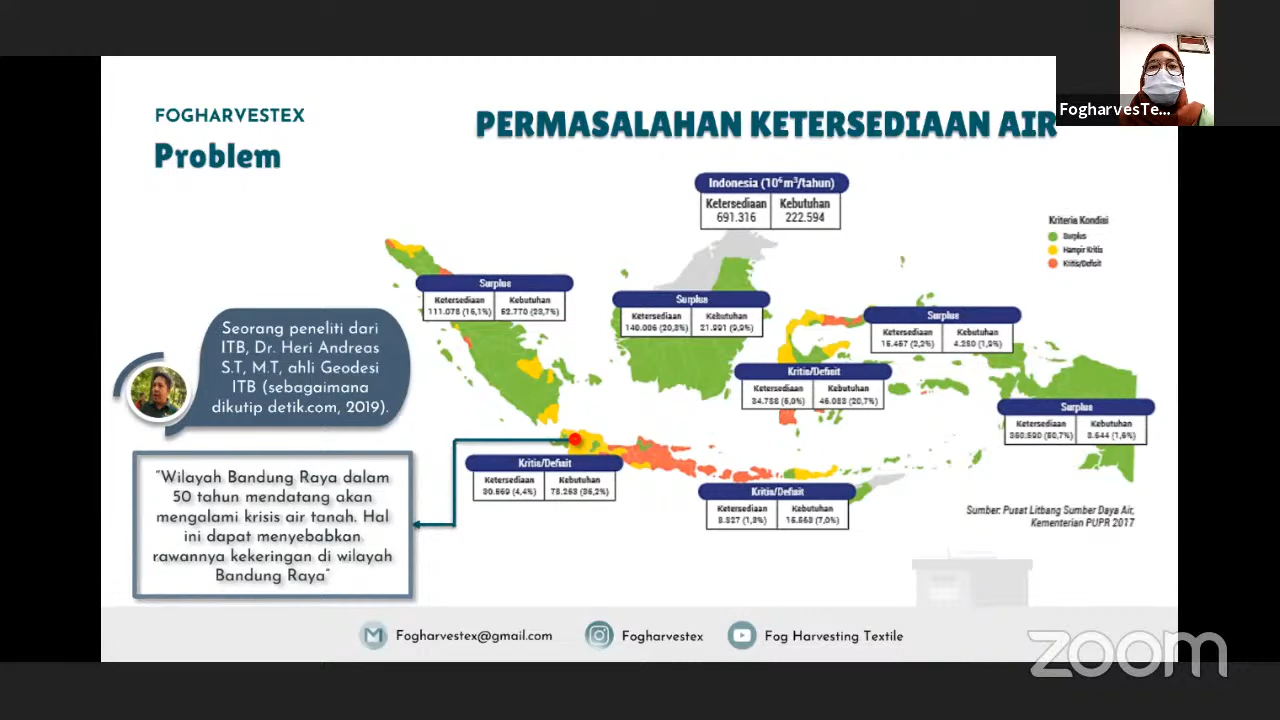 FOGHARVESTEX
Problem
PERMASALAHAN KETERSEDIAAN AIR
FogharvesTe...
Indonesia (10⁶m³/tahun)
Ketersediaan Kebutuhan
691.316 222.594
Kriteria Kondisi
Surplus
Hampir Kritis
Kritis/Defisit
Surplus
Ketersediaan Kebutuhan
Surplus
Ketersediaan Kebutuhan
Surplus
Ketersediaan Kebutuhan
Kritis/Defisit
Ketersediaan Kebutuhan
Surplus
Ketersediaan Kebutuhan
Kritis/Defisit
Ketersediaan Kebutuhan
Kritis/Defisit
Ketersediaan Kebutuhan
Seorang peneliti dari
ITB, Dr. Heri Andreas
S.T, M.T, ahli Geodesi
ITB (sebagaimana
dikutip detik.com, 2019).
"Wilayah Bandung Raya dalam
50 tahun mendatang akan
mengalami krisis air tanah. Hal
ini dapat menyebabkan
rawannya kekeringan di wilayah
Bandung Raya"
Sumber: Pusat Litbang Sumber Daya Air,
Kementerian PUPR 2017
Fogharvestex@gmail.com
Fogharvestex
Fog Harvesting Textile
zoom